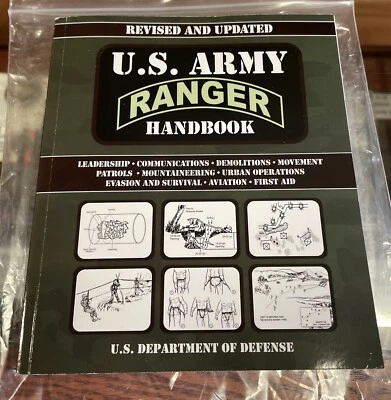 REVISED AND UPDATED
U.S. ARMY
RANGER
HANDBOOK
LEADERSHIP • COMMUNICATIONS • DEMOLITIONS • MOVEMENT
PATROLS • MOUNTAINEERING • URBAN OPERATIONS
EVASION AND SURVIVAL • AVIATION • FIRST AID
U.S. DEPARTMENT OF DEFENSE